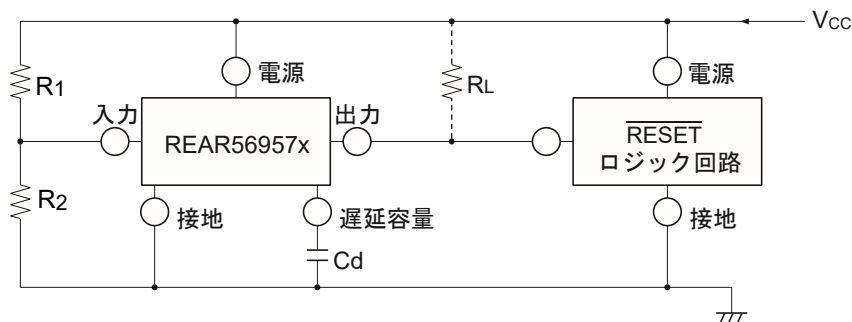 VCC
R1
電源
RL
電源
入力
REAR56957x
出力
RESET
ロジック回路
R2
接地
遅延容量
接地
Cd